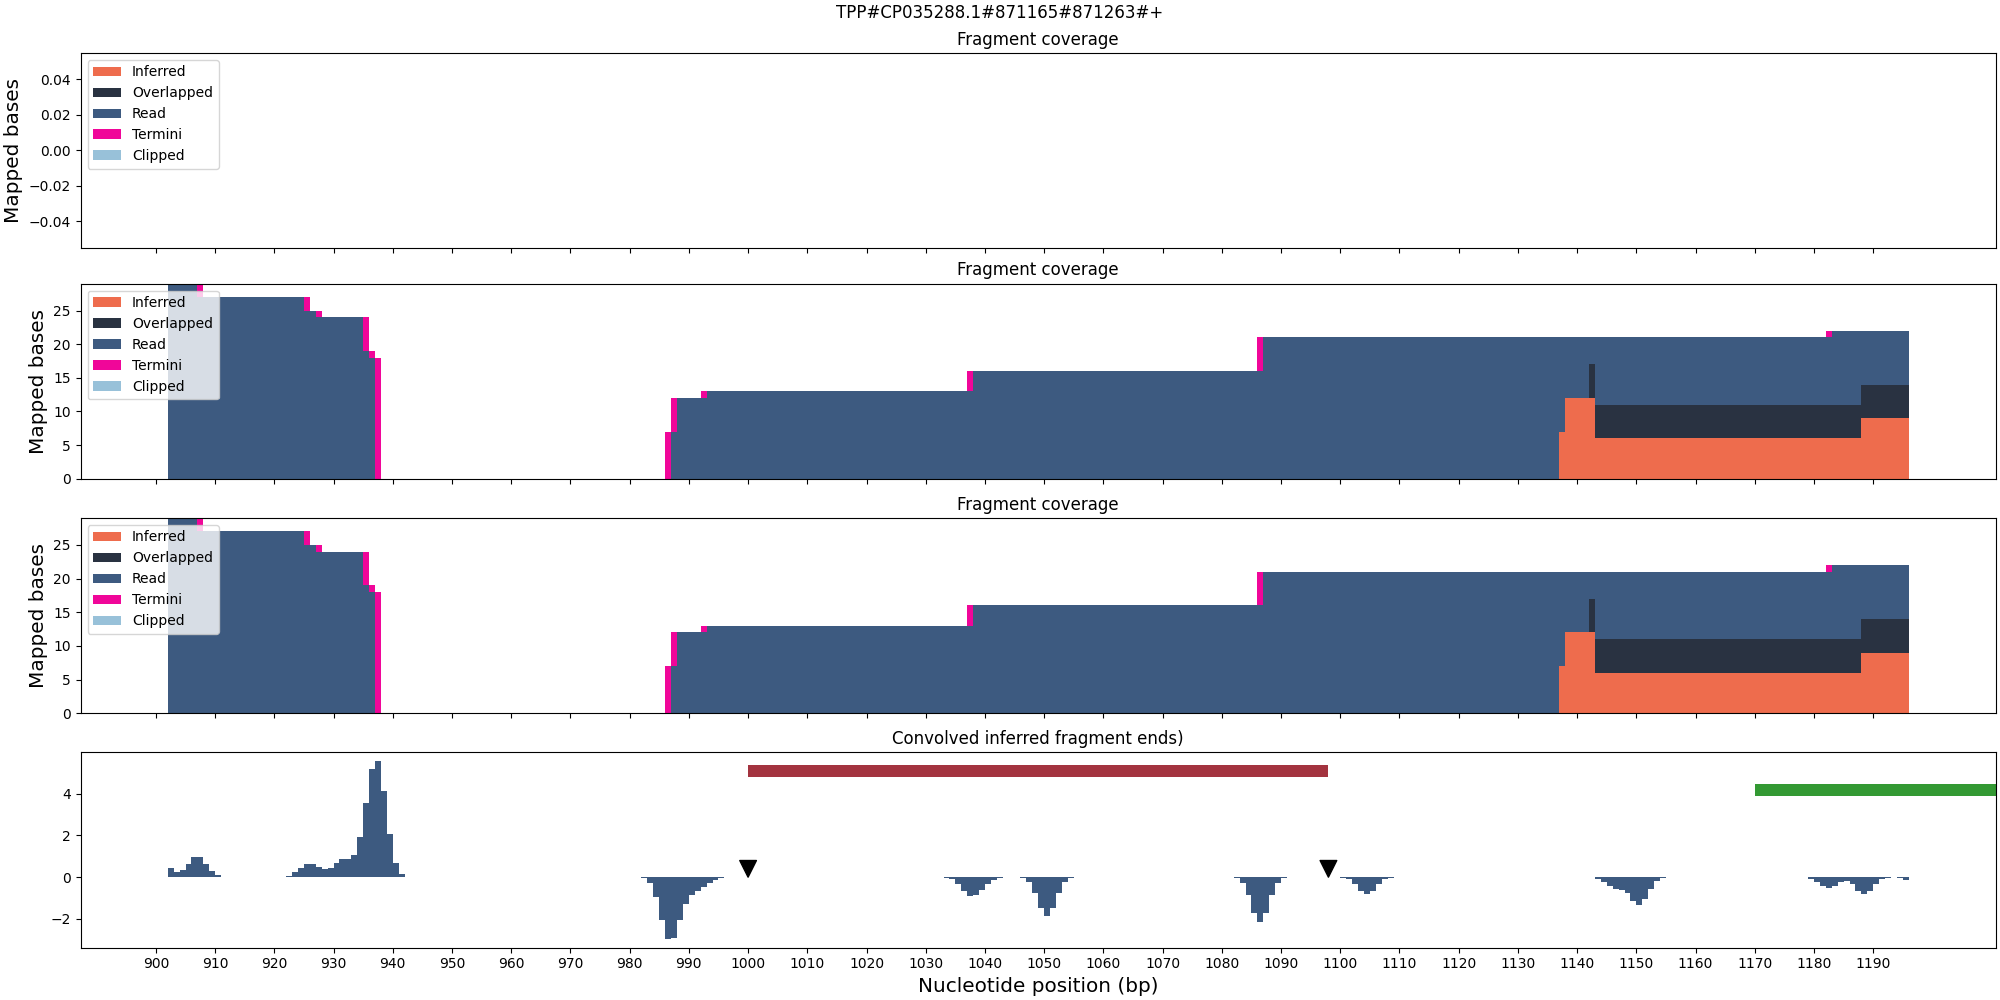 TPP#CP035288.1#871165#871263#+
Fragment coverage
Mapped bases
0.04
0.02
0.00
−0.02
−0.04
Inferred
Overlapped
Read
Termini
Clipped
Fragment coverage
Mapped bases
25
20
15
10
5
0
Inferred
Overlapped
Read
Termini
Clipped
Fragment coverage
Mapped bases
25
20
15
10
5
0
Inferred
Overlapped
Read
Termini
Clipped
Convolved inferred fragment ends)
4
2
0
−2
900 910 920 930 940 950 960 970 980 990 1000 1010 1020 1030 1040 1050 1060 1070 1080 1090 1100 1110 1120 1130 1140 1150 1160 1170 1180 1190
Nucleotide position (bp)